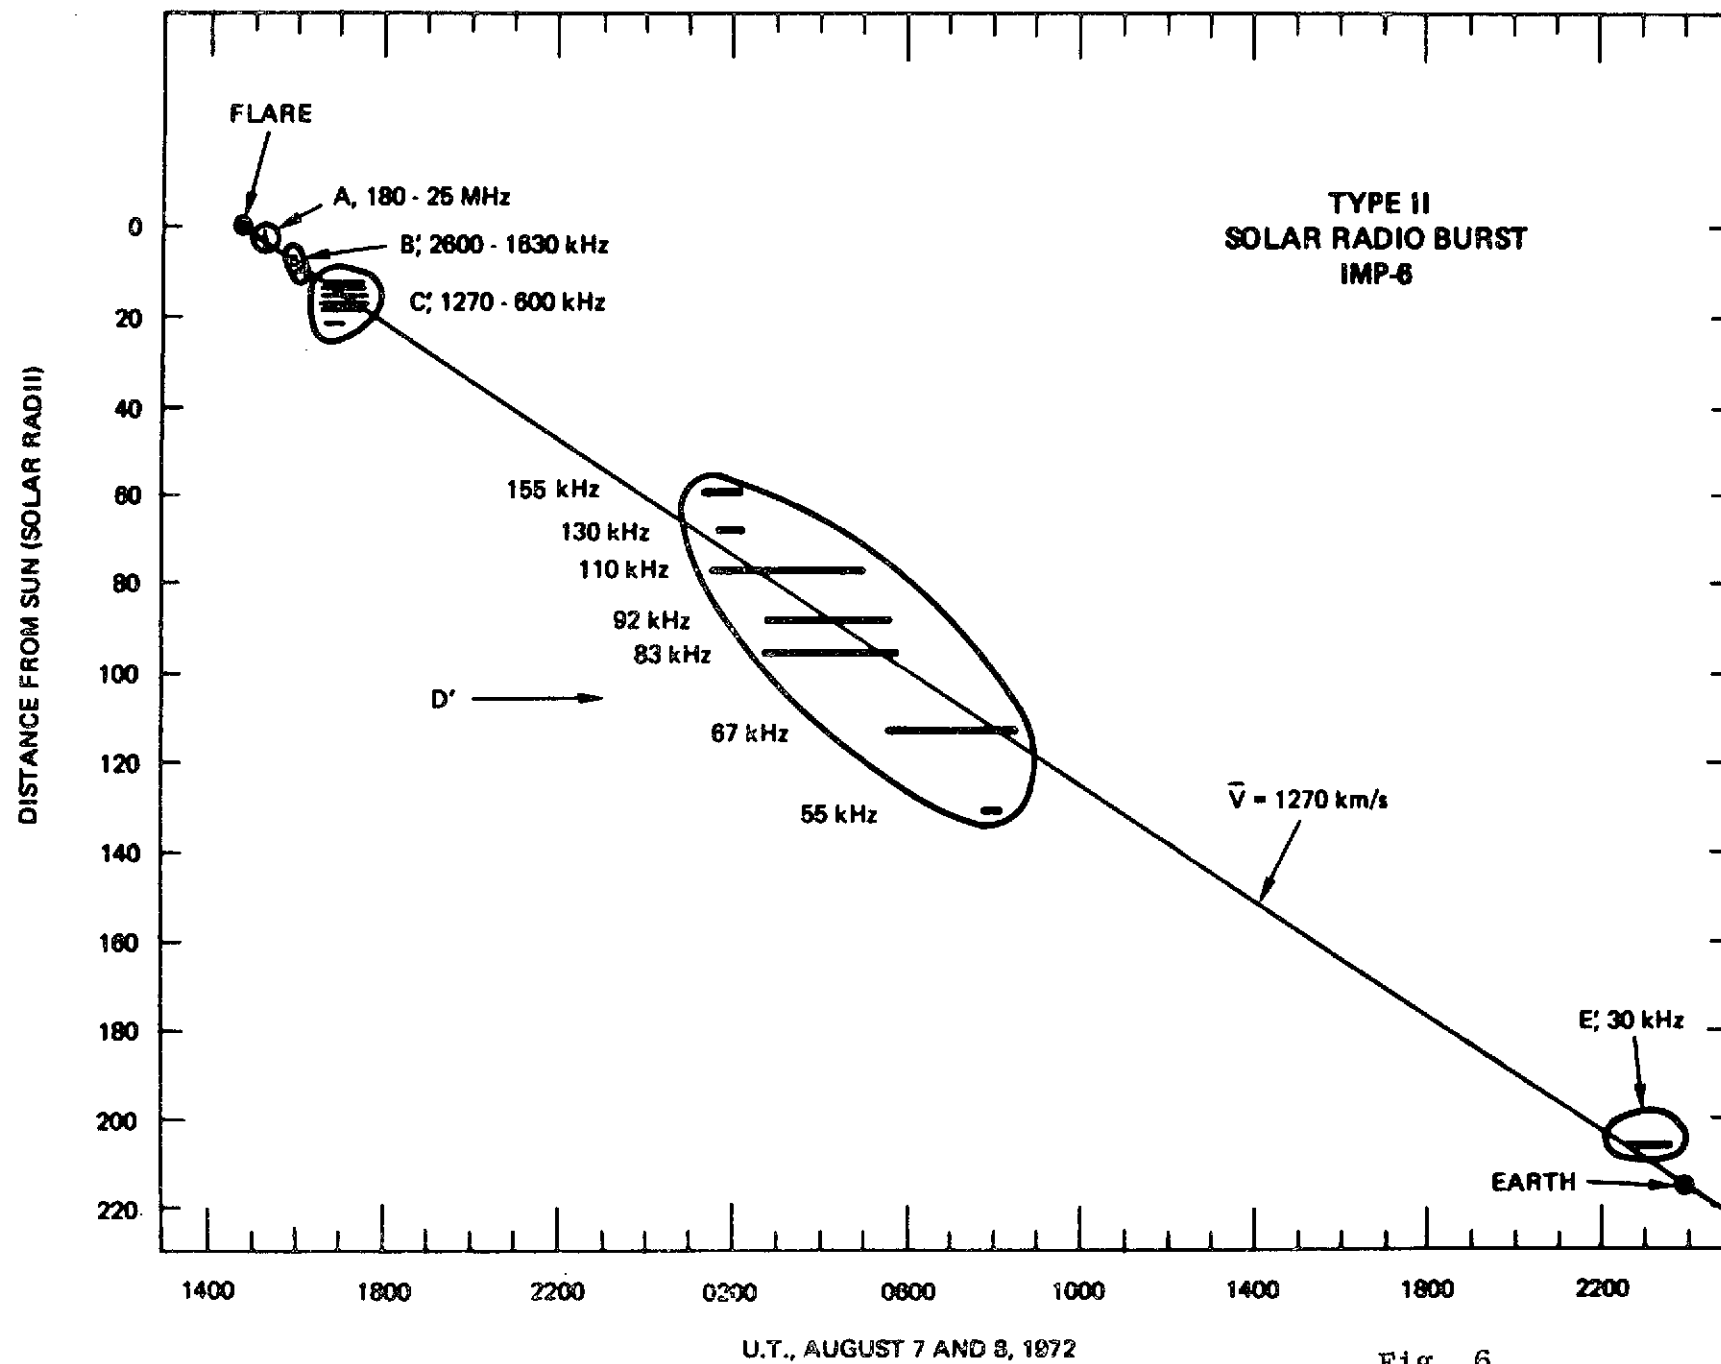 FLARE
A, 180 - 25 MHz
B', 2600 - 1630 kHz
C', 1270 - 600 kHz
TYPE II
SOLAR RADIO BURST
IMP-6
DISTANCE FROM SUN (SOLAR RADII)
0
20
40
60
80
100
120
140
160
180
200
220
155 kHz
130 kHz
110 kHz
92 kHz
83 kHz
D'
67 kHz
55 kHz
V̄ = 1270 km/s
E', 30 kHz
EARTH
1400
1800
2200
0200
0600
1000
1400
1800
2200
U.T., AUGUST 7 AND 8, 1972
Fig. 6